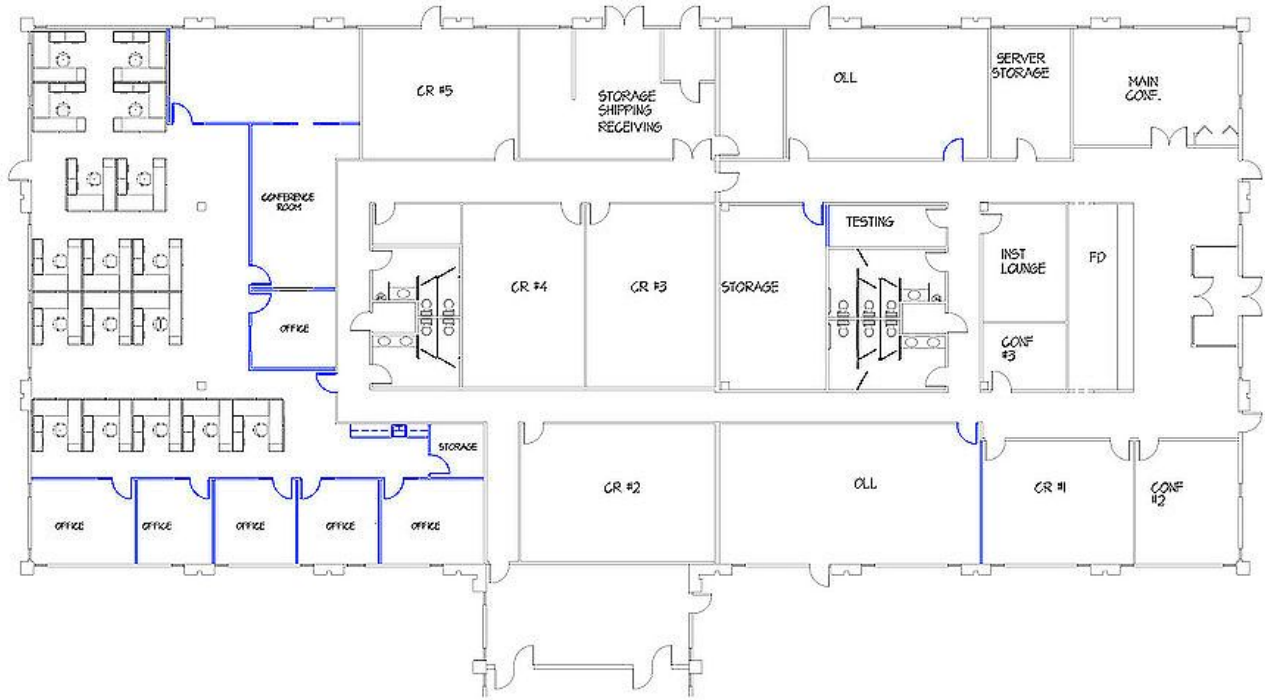 CR #5
STORAGE
SHIPPING
RECEIVING
OLL
SERVER
STORAGE
MAIN
CONF.
CONFERENCE
ROOM
OFFICE
CR #4
CR #3
STORAGE
TESTING
INST
LOUNGE
FD
CONF
#3
STORAGE
OFFICE
OFFICE
OFFICE
OFFICE
OFFICE
CR #2
OLL
CR #1
CONF
#2